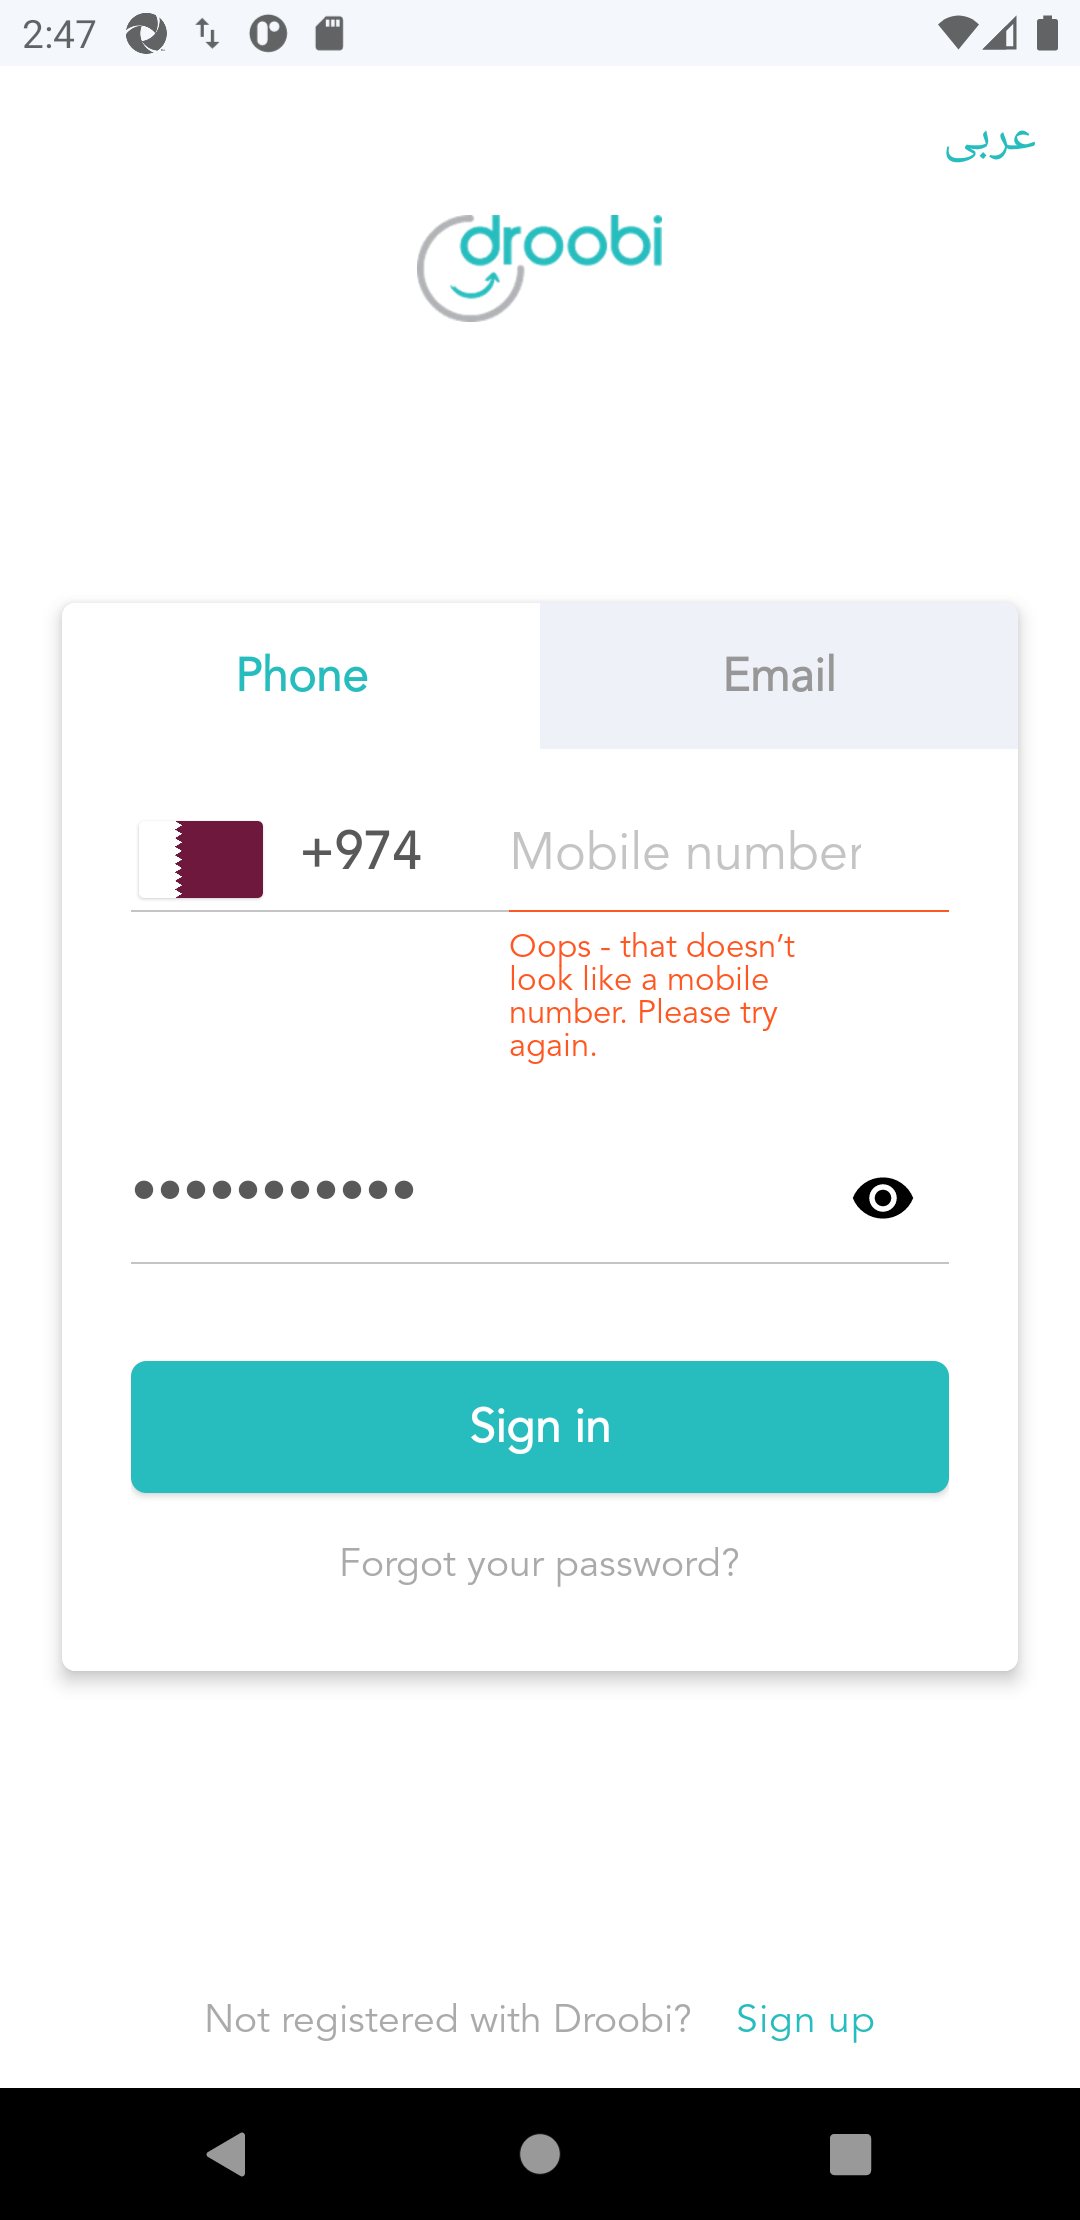 2:47
عربى
droobi
Phone
Email
+974
Mobile number
Oops - that doesn’t
look like a mobile
number. Please try
again.
•••••••••••
Sign in
Forgot your password?
Not registered with Droobi? Sign up